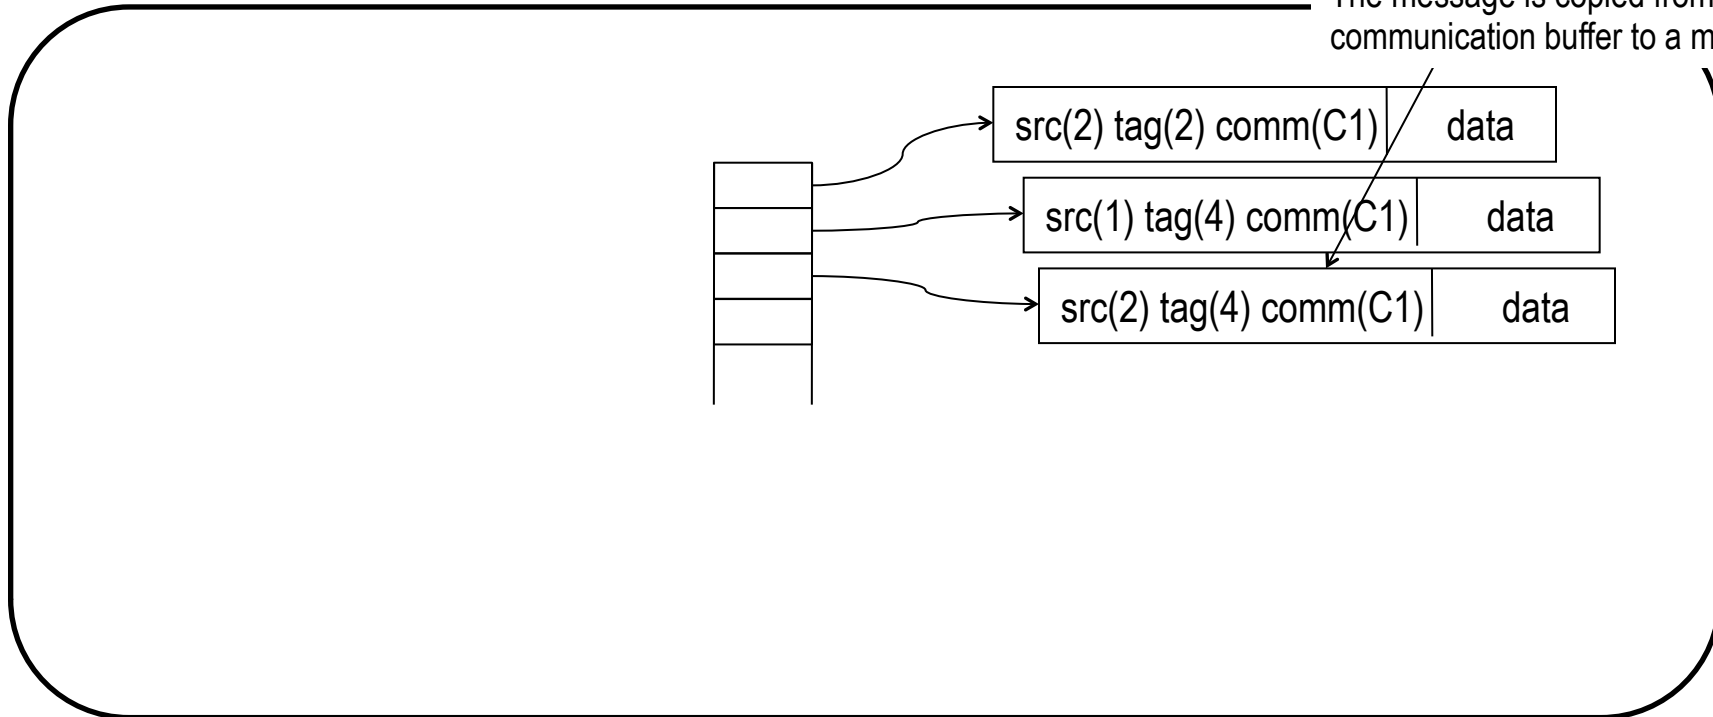 The message is copied from
communication buffer to a m
src(2) tag(2) comm(C1) data
src(1) tag(4) comm(C1) data
src(2) tag(4) comm(C1) data